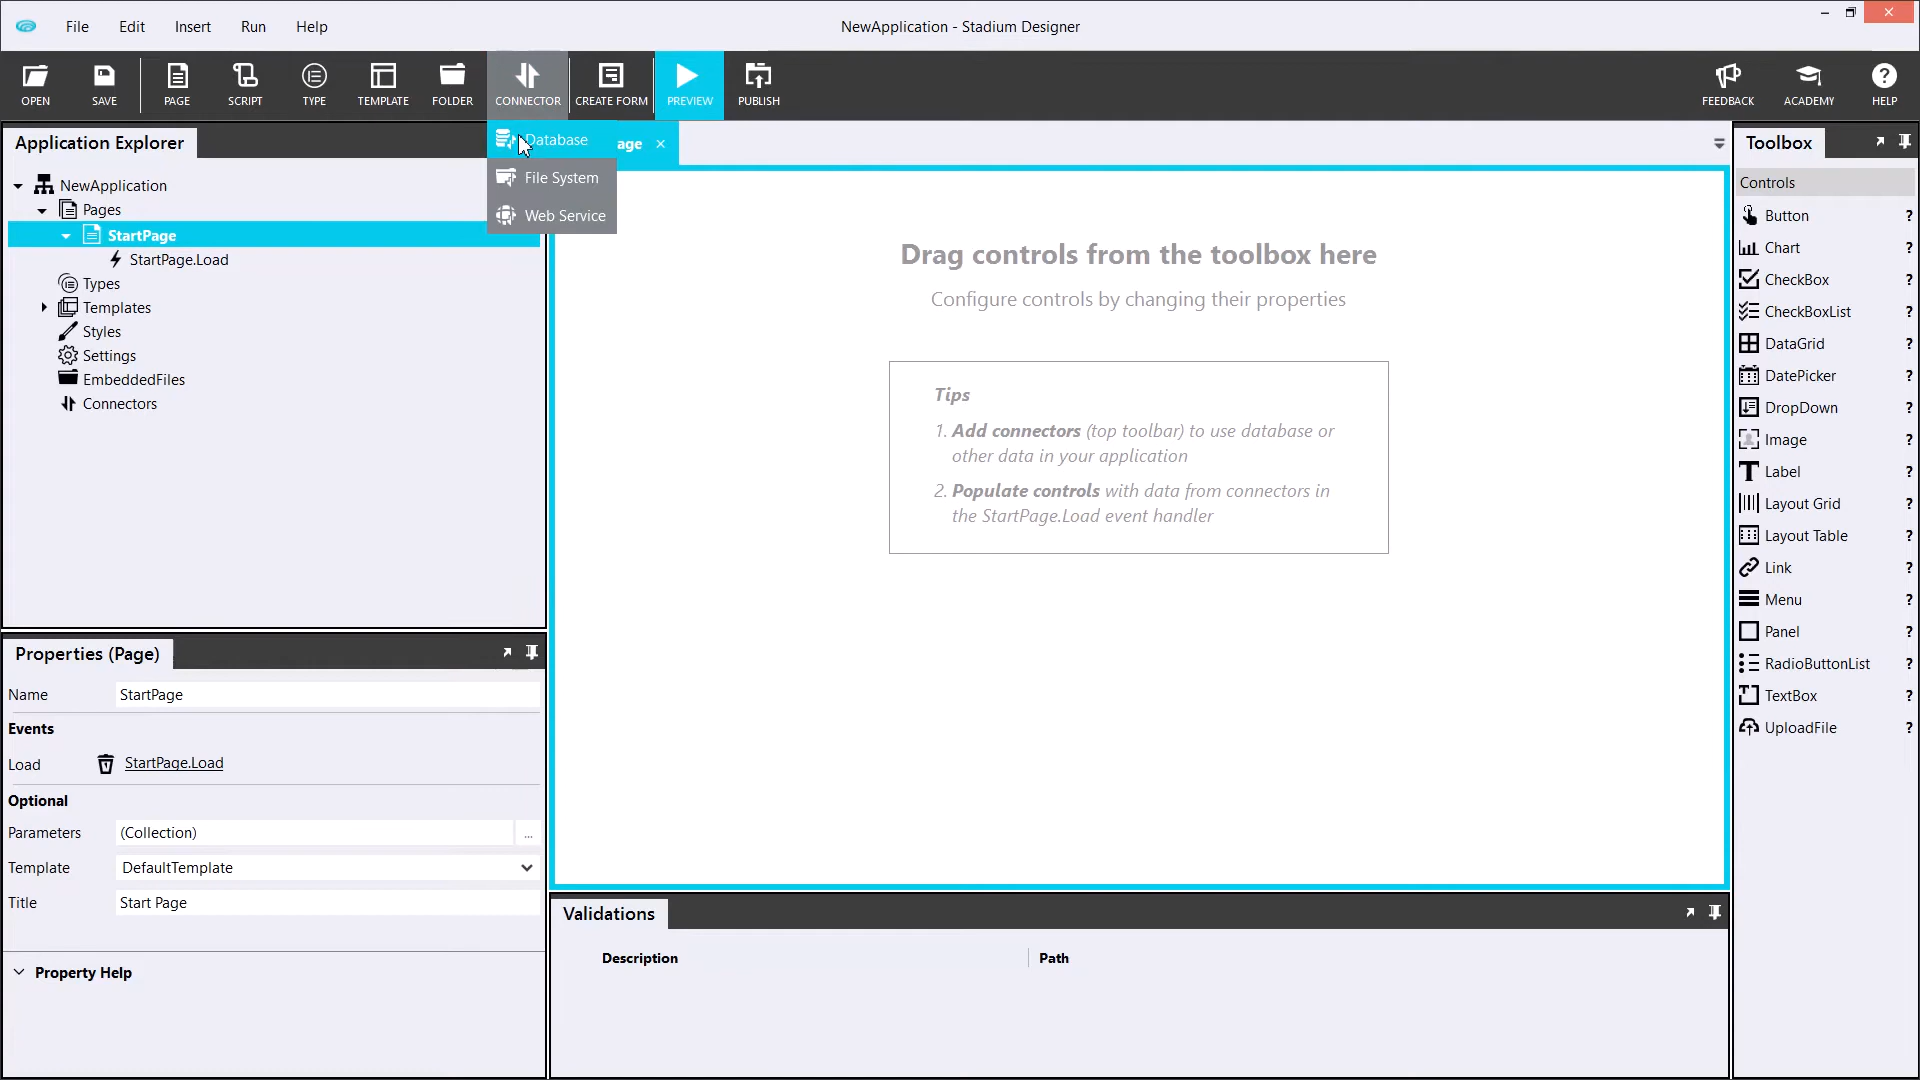 File Edit Insert Run Help
NewApplication - Stadium Designer
OPEN SAVE PAGE SCRIPT TYPE TEMPLATE FOLDER CONNECTOR CREATE FORM PREVIEW PUBLISH FEEDBACK ACADEMY HELP
Application Explorer
NewApplication
Pages
StartPage
StartPage.Load
Types
Templates
Styles
Settings
EmbeddedFiles
Connectors
Database
File System
Web Service
age ×
Drag controls from the toolbox here
Configure controls by changing their properties
Tips
1. Add connectors (top toolbar) to use database or
other data in your application
2. Populate controls with data from connectors in
the StartPage.Load event handler
Properties (Page)
Name StartPage
Events
Load StartPage.Load
Optional
Parameters (Collection) ...
Template DefaultTemplate
Title Start Page
Property Help
Validations
Description Path
Toolbox
Controls
Button ?
Chart ?
CheckBox ?
CheckBoxList ?
DataGrid ?
DatePicker ?
DropDown ?
Image ?
Label ?
Layout Grid ?
Layout Table ?
Link ?
Menu ?
Panel ?
RadioButtonList ?
TextBox ?
UploadFile ?